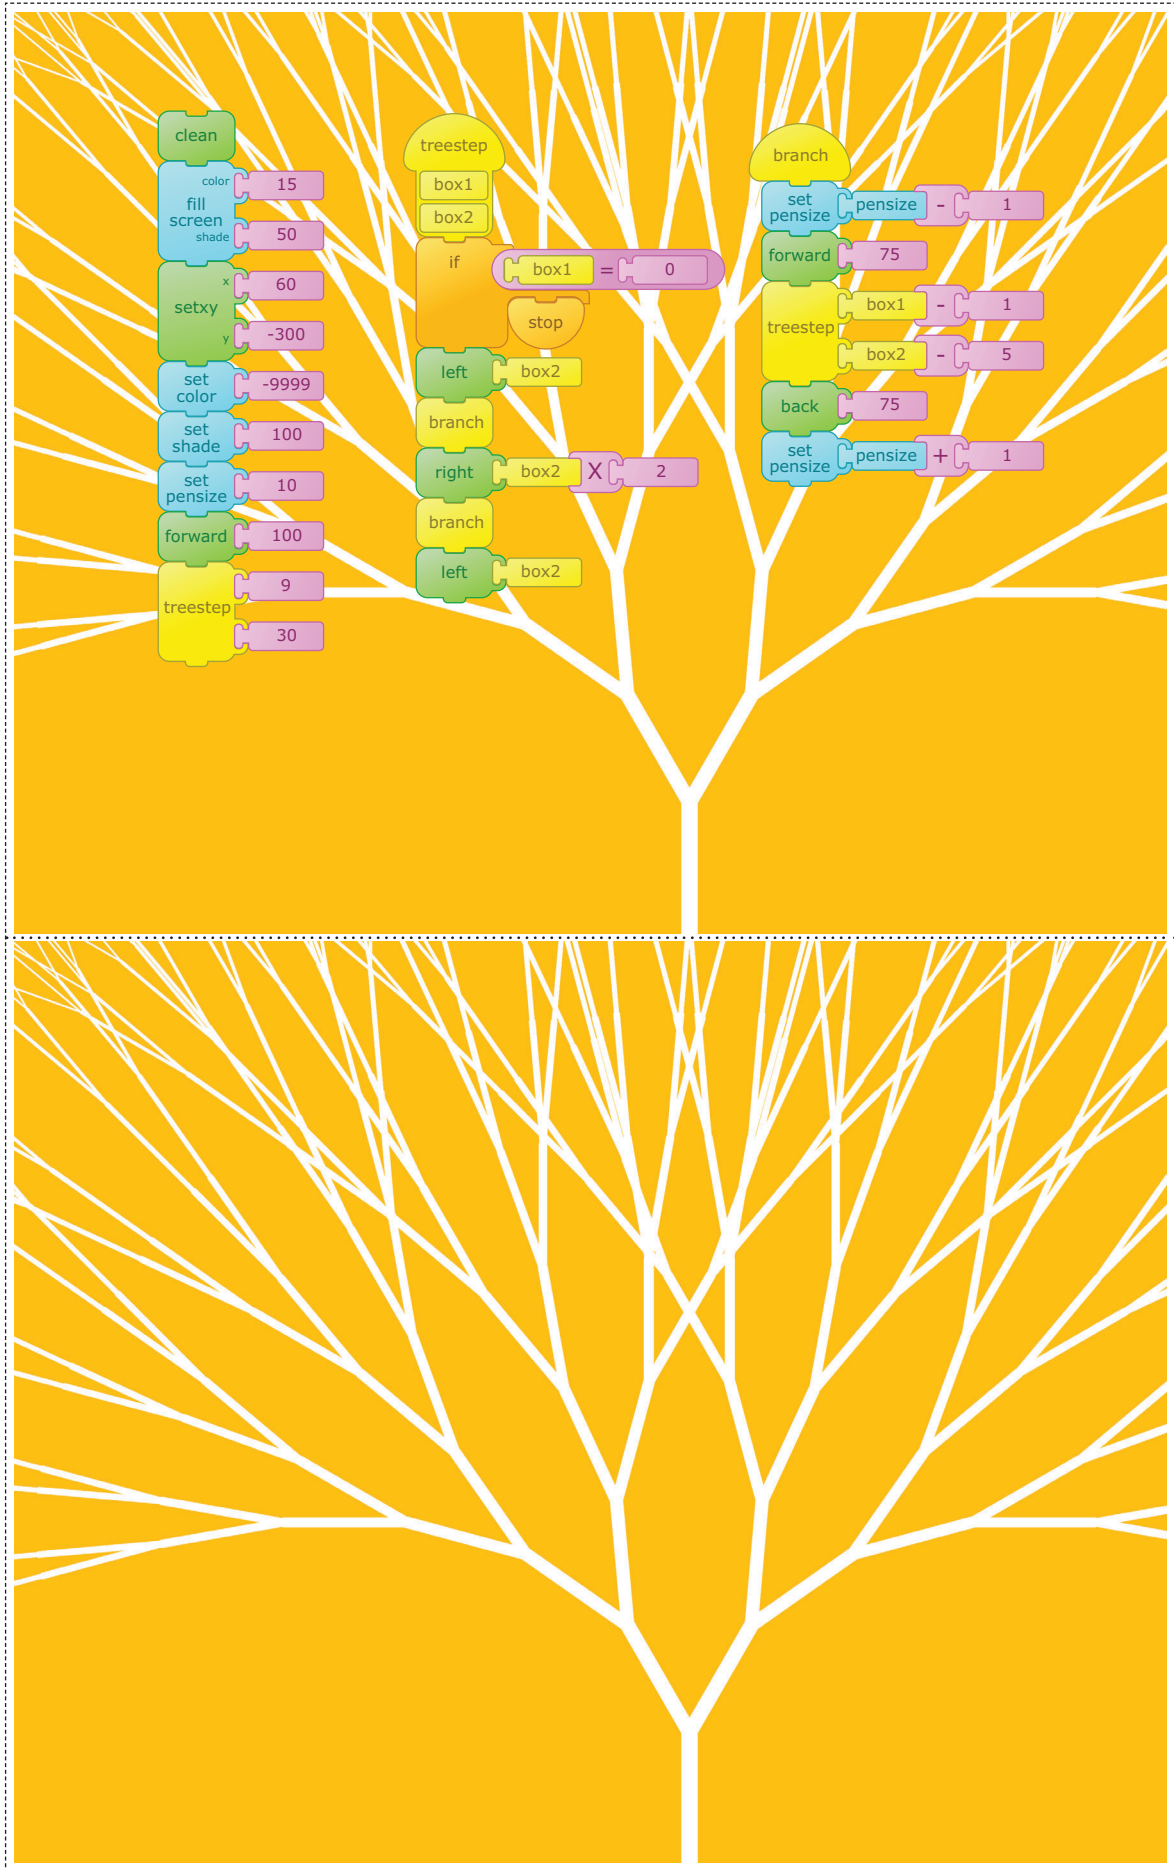 clean
color 15
fill
screen
shade 50
x 60
setxy
y -300
set
color -9999
set
shade 100
set
pensize 10
forward 100
9
treestep
30
treestep
box1
box2
if box1 = 0
stop
left box2
branch
right box2 X 2
branch
left box2
branch
set
pensize pensize - 1
forward 75
box1 - 1
treestep
box2 - 5
back 75
set
pensize pensize + 1